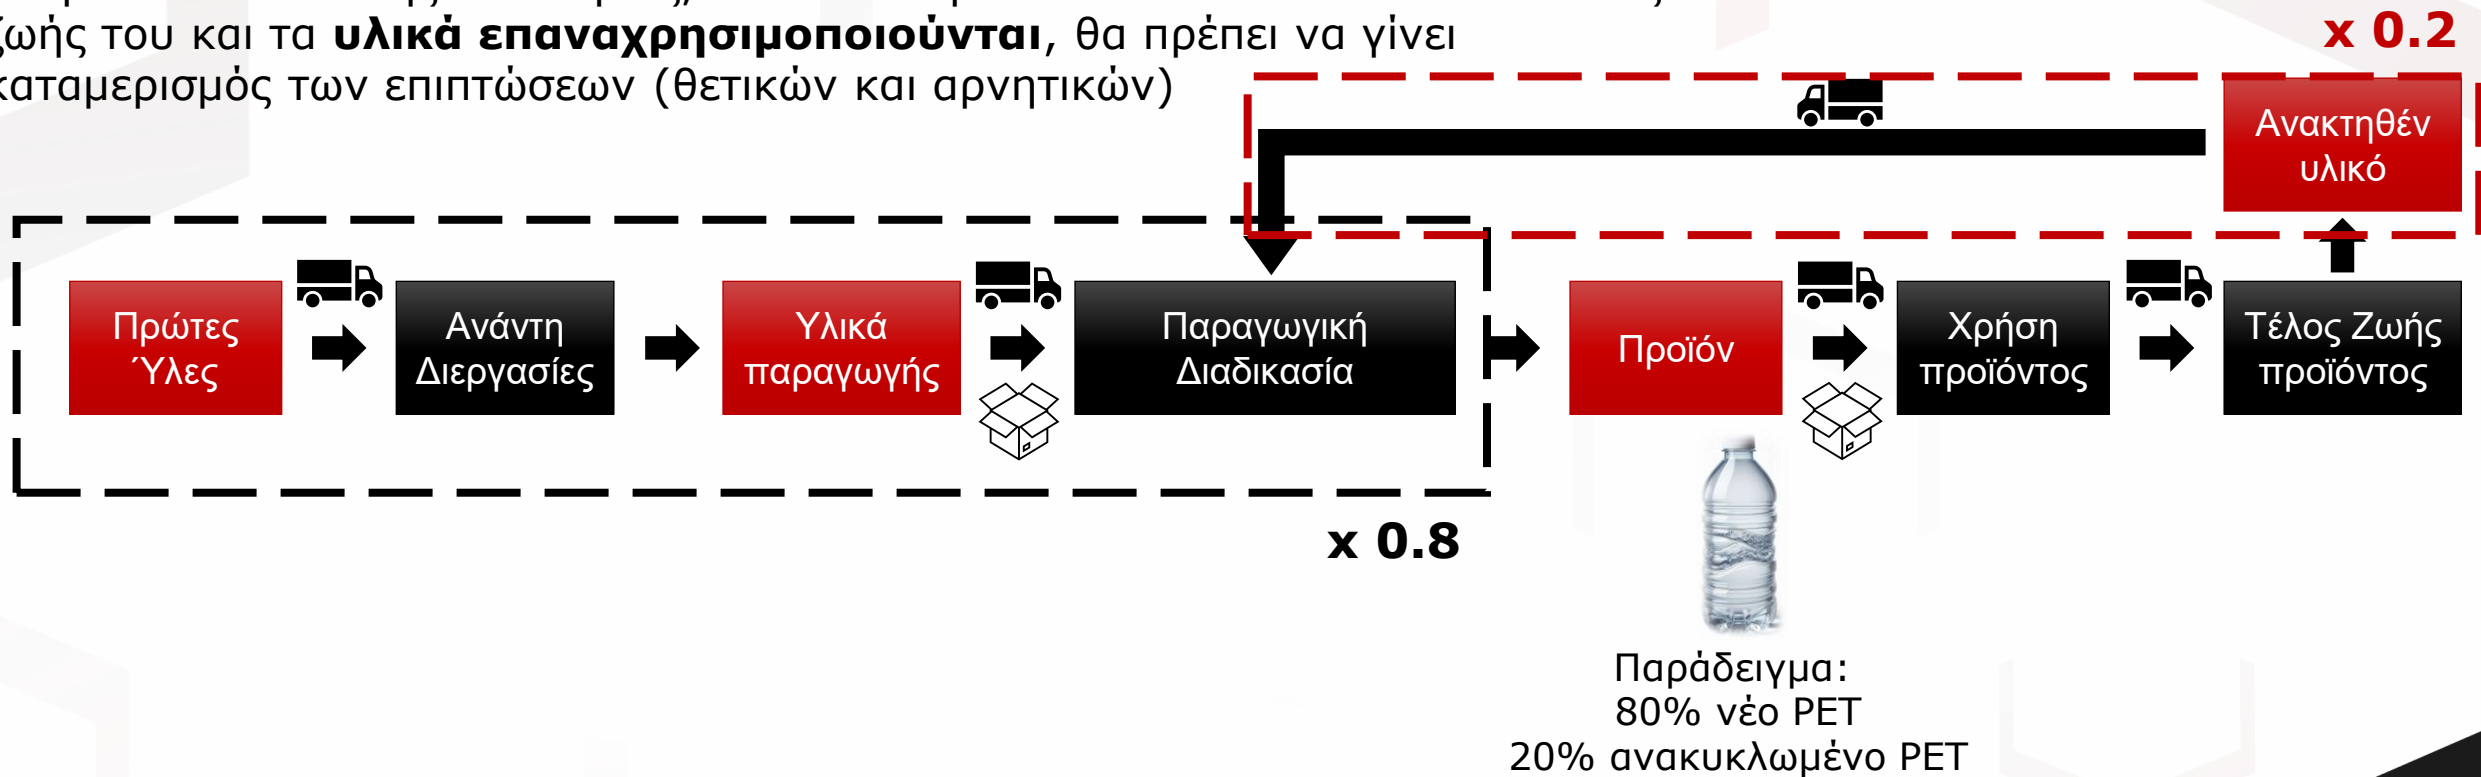 ζωής του και τα υλικά επαναχρησιμοποιούνται, θα πρέπει να γίνει
καταμερισμός των επιπτώσεων (θετικών και αρνητικών)
x 0.2
Ανακτηθέν
υλικό
Πρώτες
Ύλες
Ανάντη
Διεργασίες
Υλικά
παραγωγής
Παραγωγική
Διαδικασία
Προϊόν
Χρήση
προϊόντος
Τέλος Ζωής
προϊόντος
x 0.8
Παράδειγμα:
80% νέο PET
20% ανακυκλωμένο PET